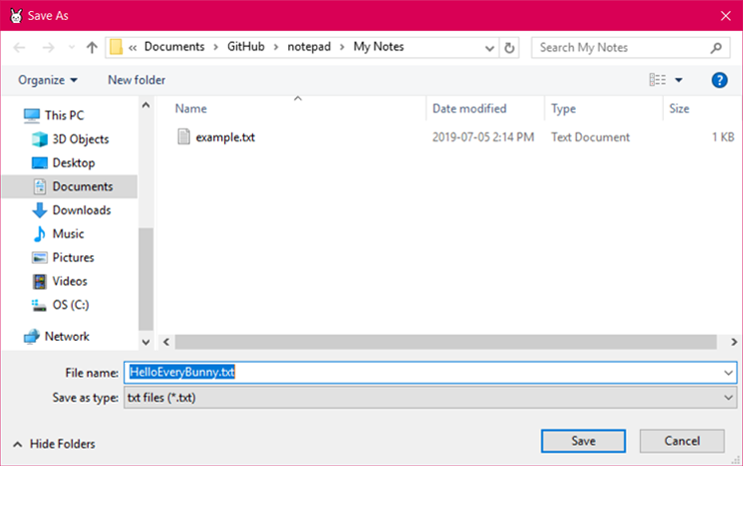 Save As
« Documents > GitHub > notepad > My Notes
Search My Notes
Organize
New folder
?
This PC
3D Objects
Desktop
Documents
Downloads
Music
Pictures
Videos
OS (C:)
Network
Name Date modified Type Size
example.txt 2019-07-05 2:14 PM Text Document 1 KB
File name: HelloEveryBunny.txt
Save as type: txt files (*.txt)
Hide Folders
Save
Cancel